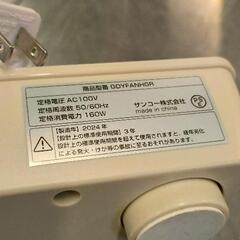 商品型番 GDYFANHGR
定格電圧 AC100V
定格周波数 50/60Hz
定格消費電力 160W
サンコー株式会社
made in china
PSE
【製造年】2024年
【設計上の標準使用期間】3年
設計上の標準使用期間を超えて使用されますと、経年劣化
による発火・けが等の事故に至るおそれがあります。